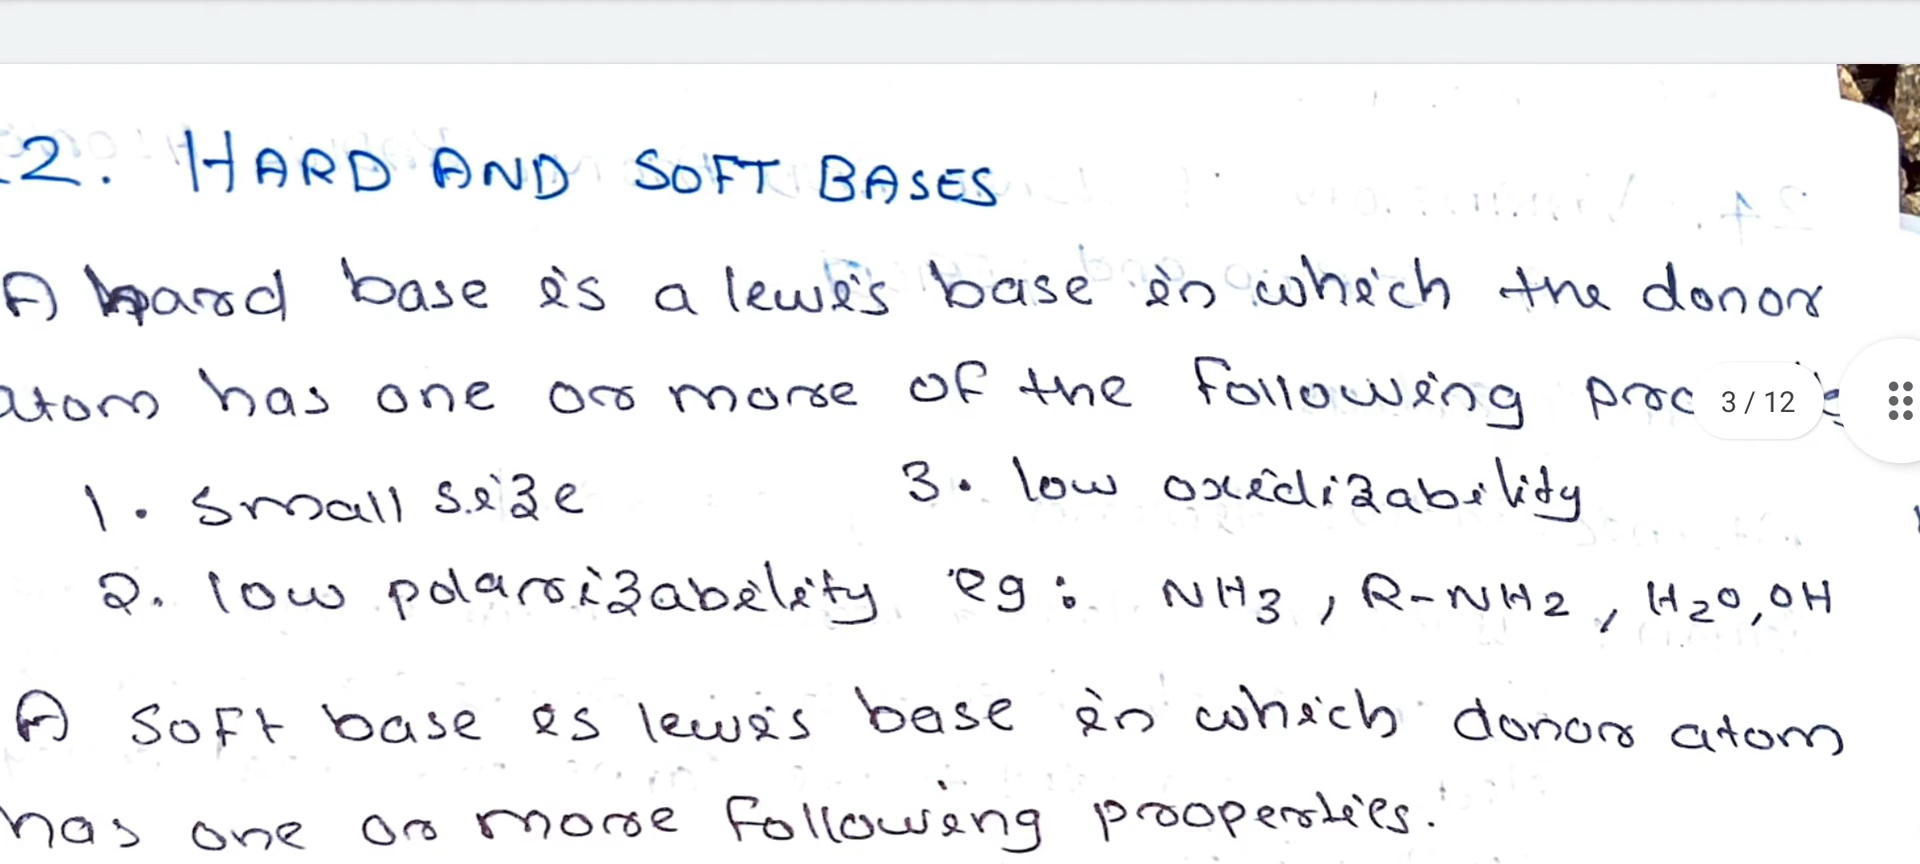 2. HARD AND SOFT BASES
A hard base is a lewis base in which the donor
atom has one or more of the following
3 / 12
1. small size
3. low oxidizability
2. low polarizability eg: NH3, R-NH2, H2O, OH
A soft base is lewis base in which donor atom
has one or more following properties.